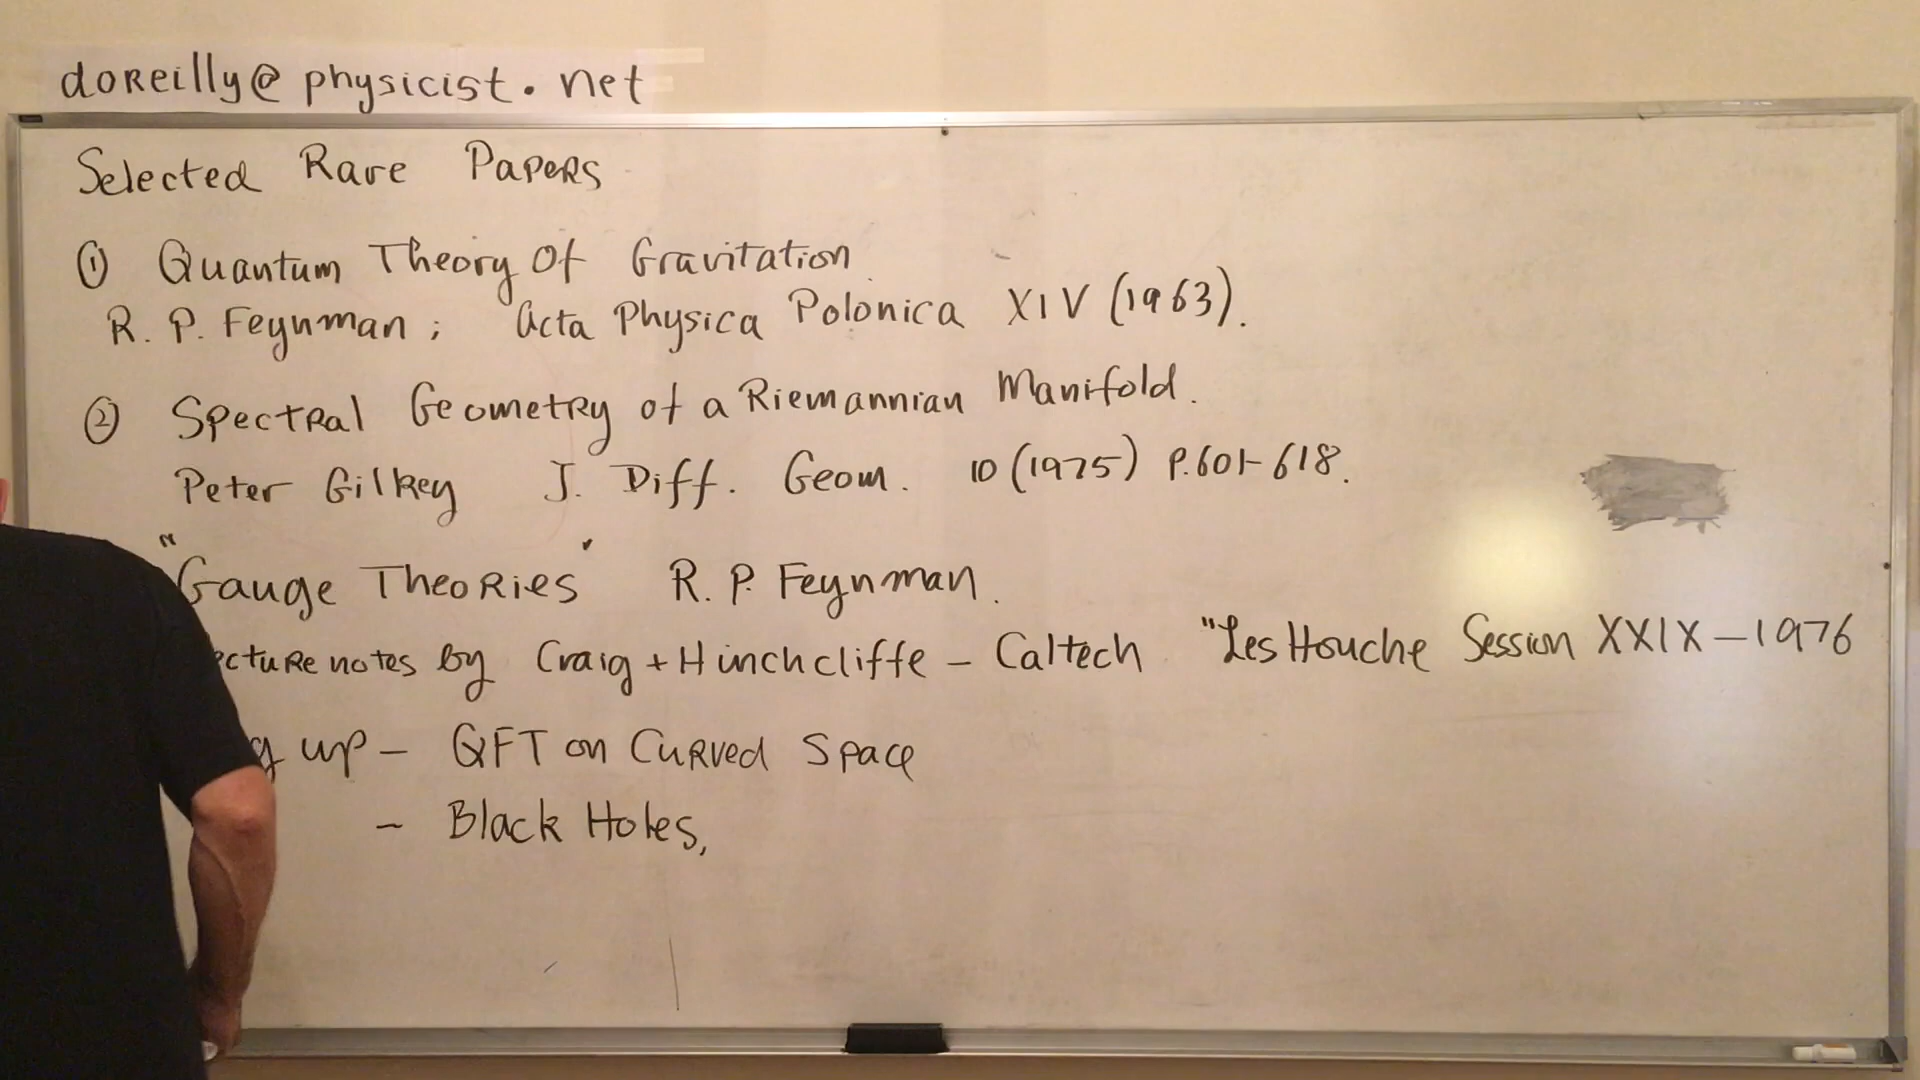 doreilly@physicist.net
Selected Rare Papers
① Quantum Theory Of Gravitation
R. P. Feynman; Acta Physica Polonica XIV (1963).
② Spectral Geometry of a Riemannian Manifold.
Peter Gilkey J. Diff. Geom. 10 (1975) P.601-618.
"Gauge Theories" R. P. Feynman.
ecture notes by Craig + Hinchcliffe - Caltech "Les Houche Session XXIX - 1976
g up - QFT on Curved Space
- Black Holes,